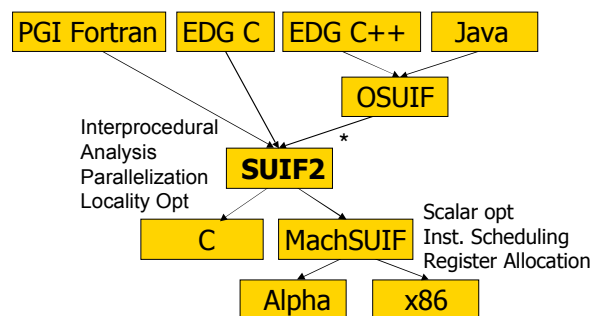 PGI Fortran
EDG C
EDG C++
Java
OSUIF
*
Interprocedural
Analysis
Parallelization
Locality Opt
SUIF2
C
MachSUIF
Scalar opt
Inst. Scheduling
Register Allocation
Alpha
x86